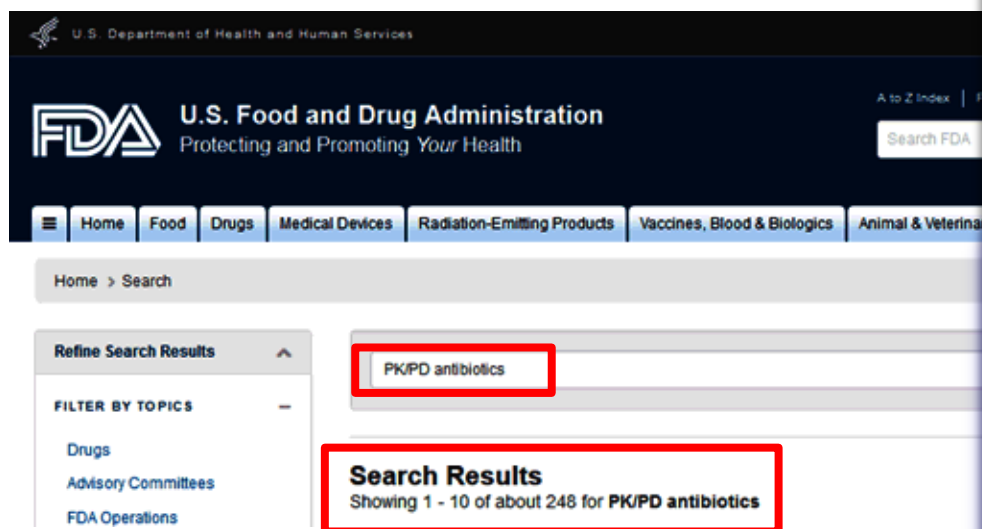 U.S. Department of Health and Human Services
A to Z Index
FDA
U.S. Food and Drug Administration
Protecting and Promoting Your Health
Search FDA
≡ Home Food Drugs Medical Devices Radiation-Emitting Products Vaccines, Blood & Biologics Animal & Veterina
Home > Search
Refine Search Results
PK/PD antibiotics
FILTER BY TOPICS –
Drugs
Advisory Committees
FDA Operations
Search Results
Showing 1 - 10 of about 248 for PK/PD antibiotics